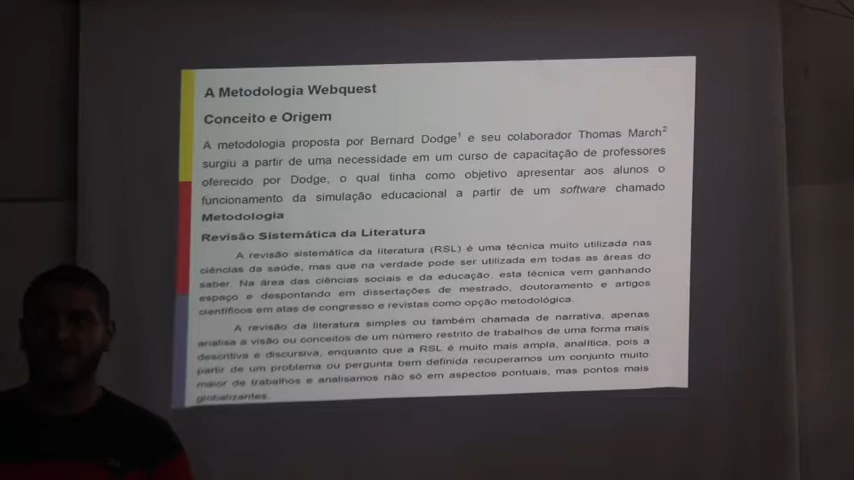 A Metodologia Webquest
Conceito e Origem
A metodologia proposta por Bernard Dodge¹ e seu colaborador Thomas March²
surgiu a partir de uma necessidade em um curso de capacitação de professores
oferecido por Dodge, o qual tinha como objetivo apresentar aos alunos o
funcionamento da simulação educacional a partir de um software chamado
Metodologia
Revisão Sistemática da Literatura
A revisão sistemática da literatura (RSL) é uma técnica muito utilizada nas
ciências da saúde, mas que na verdade pode ser utilizada em todas as áreas do
saber. Na área das ciências sociais e da educação, esta técnica vem ganhando
espaço e despontando em dissertações de mestrado, doutoramento e artigos
científicos em atas de congresso e revistas como opção metodológica.
A revisão da literatura simples ou também chamada de narrativa, apenas
analisa a visão ou conceitos de um número restrito de trabalhos de uma forma mais
descritiva e discursiva, enquanto que a RSL é muito mais ampla, analítica, pois a
partir de um problema ou pergunta bem definida recuperamos um conjunto muito
maior de trabalhos e analisamos não só em aspectos pontuais, mas pontos mais
globalizantes.